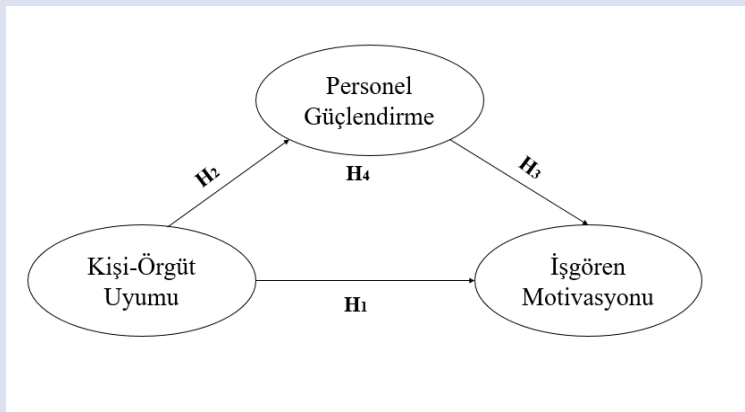 Personel
Güçlendirme
H2
H4
H3
Kişi-Örgüt
Uyumu
İşgören
Motivasyonu
H1